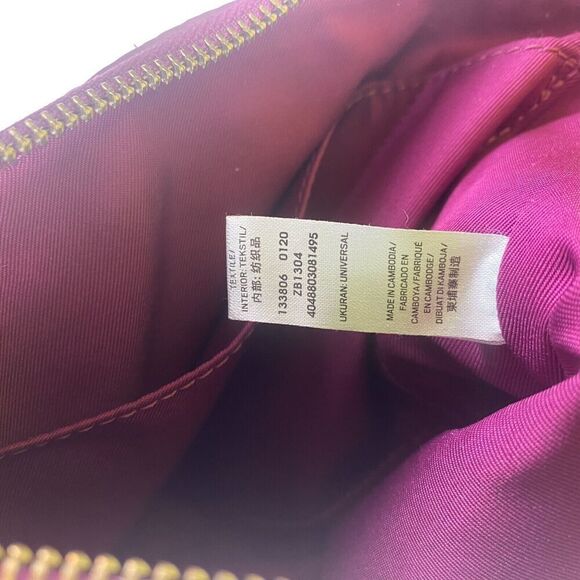 TEXTILE/
INTERIOR: TEKSTIL/
内部: 纺织品
133806 0120
ZB1304
4048803081495
UKURAN: UNIVERSAL
MADE IN CAMBODIA/
FABRICADO EN
CAMBOYA/FABRIQUÉ
EN CAMBODGE/
DIBUAT DI KAMBOJA/
柬埔寨制造